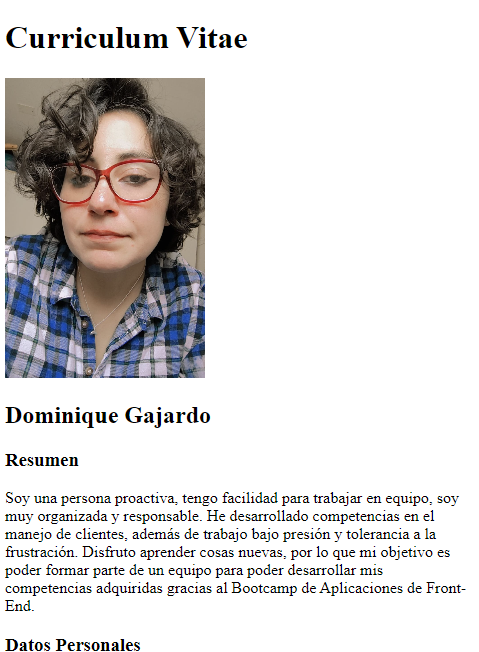 Curriculum Vitae
Dominique Gajardo
Resumen
Soy una persona proactiva, tengo facilidad para trabajar en equipo, soy
muy organizada y responsable. He desarrollado competencias en el
manejo de clientes, además de trabajo bajo presión y tolerancia a la
frustración. Disfruto aprender cosas nuevas, por lo que mi objetivo es
poder formar parte de un equipo para poder desarrollar mis
competencias adquiridas gracias al Bootcamp de Aplicaciones de Front-
End.
Datos Personales